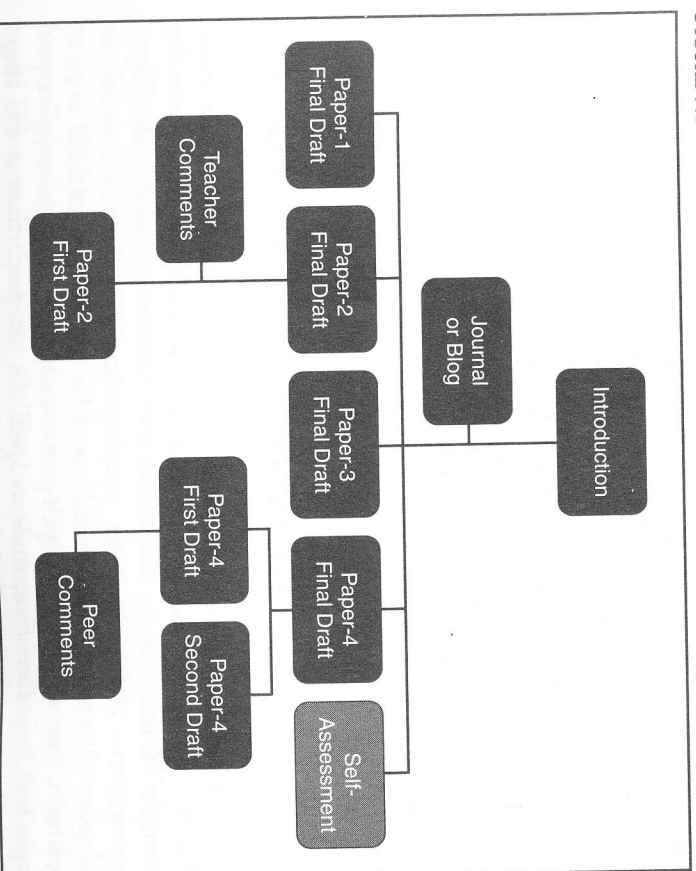 Introduction
Journal
or Blog
Paper-1
Final Draft
Paper-2
Final Draft
Paper-3
Final Draft
Paper-4
Final Draft
Self-
Assessment
Teacher
Comments
Paper-4
First Draft
Paper-4
Second Draft
Paper-2
First Draft
Peer
Comments